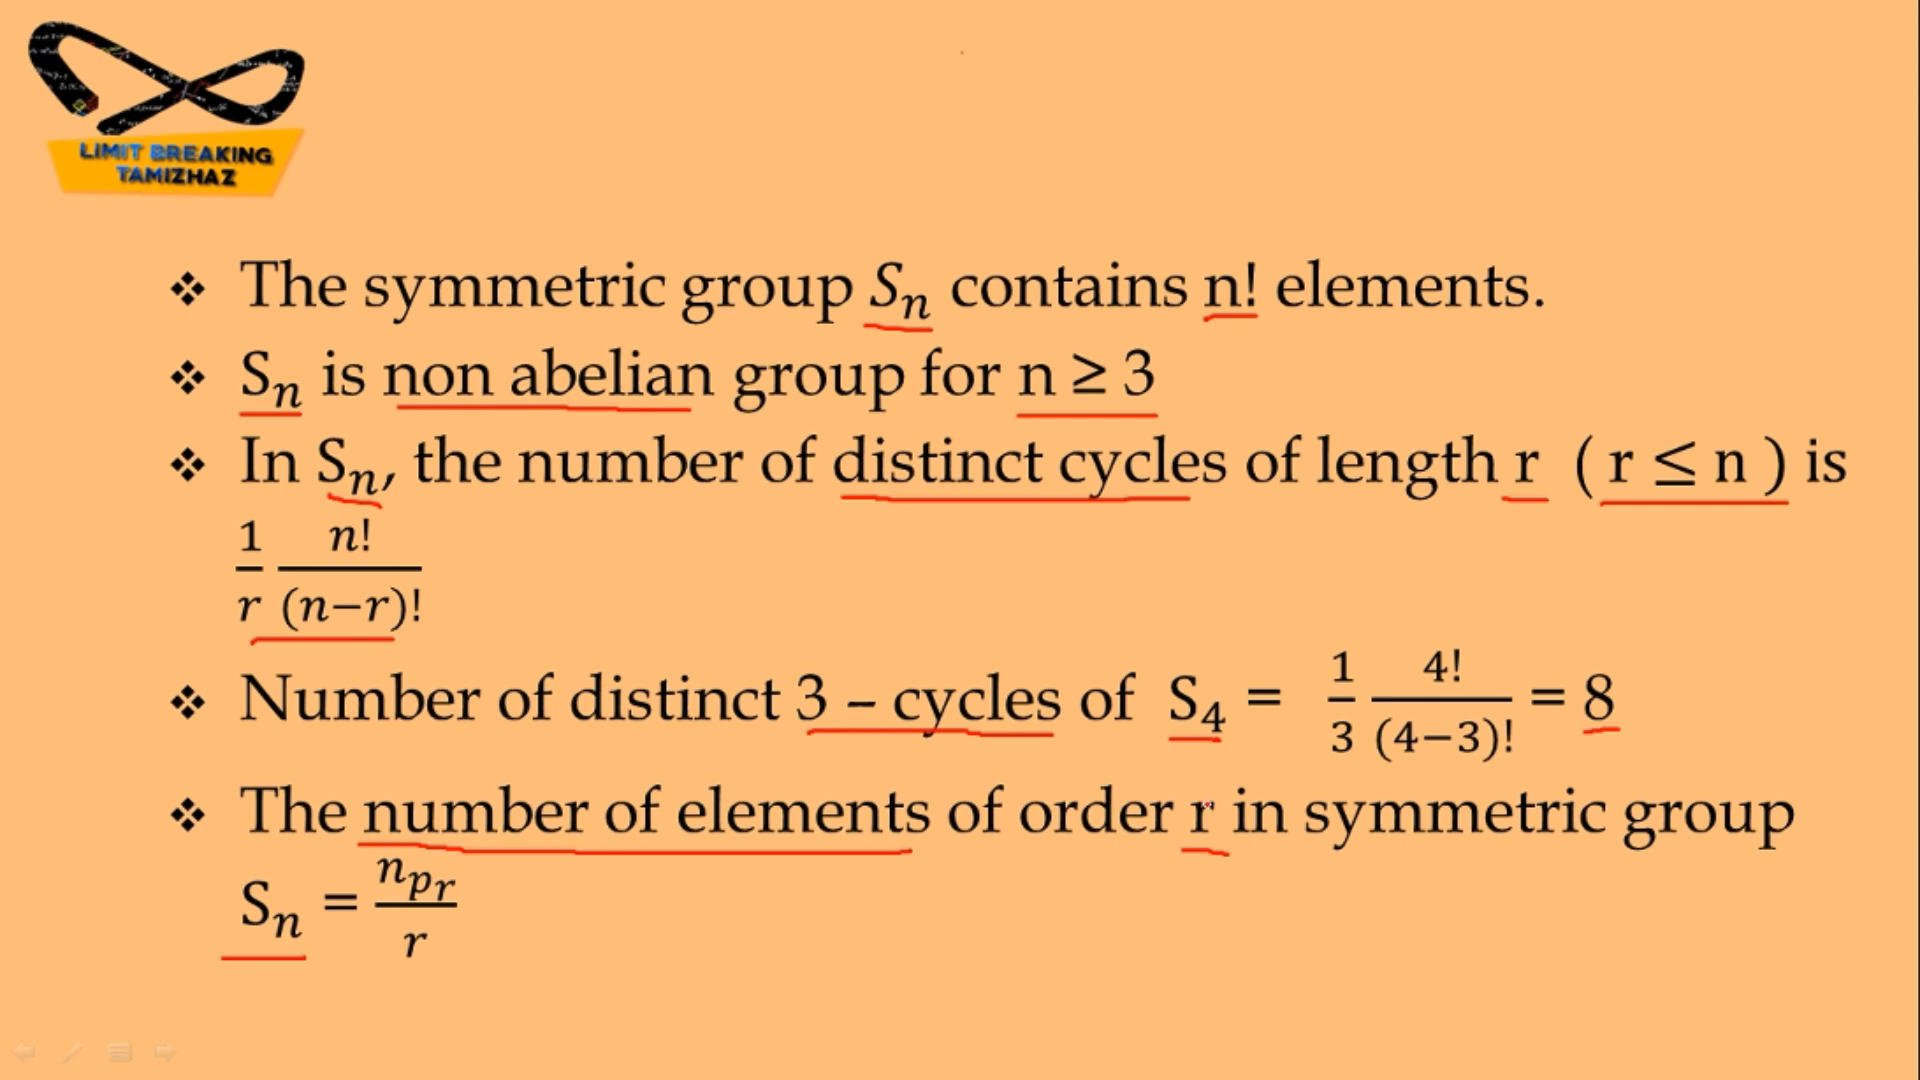 LIMIT BREAKING
TAMIZHAZ
❖ The symmetric group Sₙ contains n! elements.
❖ Sₙ is non abelian group for n ≥ 3
❖ In Sₙ, the number of distinct cycles of length r ( r ≤ n ) is
1/r n!/(n−r)!
❖ Number of distinct 3 – cycles of S₄ = 1/3 4!/(4−3)! = 8
❖ The number of elements of order r in symmetric group
Sₙ = n_{p_r}/r